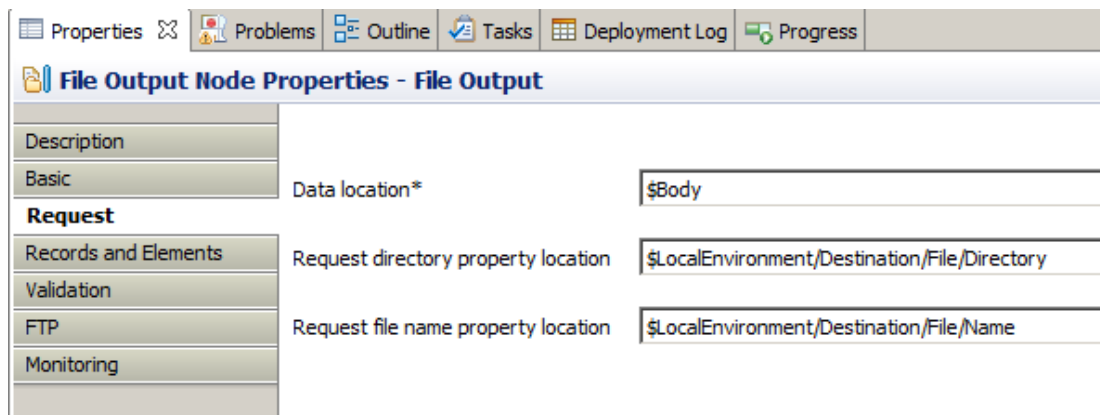 Properties Problems Outline Tasks Deployment Log Progress
File Output Node Properties - File Output
Description
Basic
Data location* $Body
Request
Records and Elements
Request directory property location $LocalEnvironment/Destination/File/Directory
Validation
FTP
Request file name property location $LocalEnvironment/Destination/File/Name
Monitoring